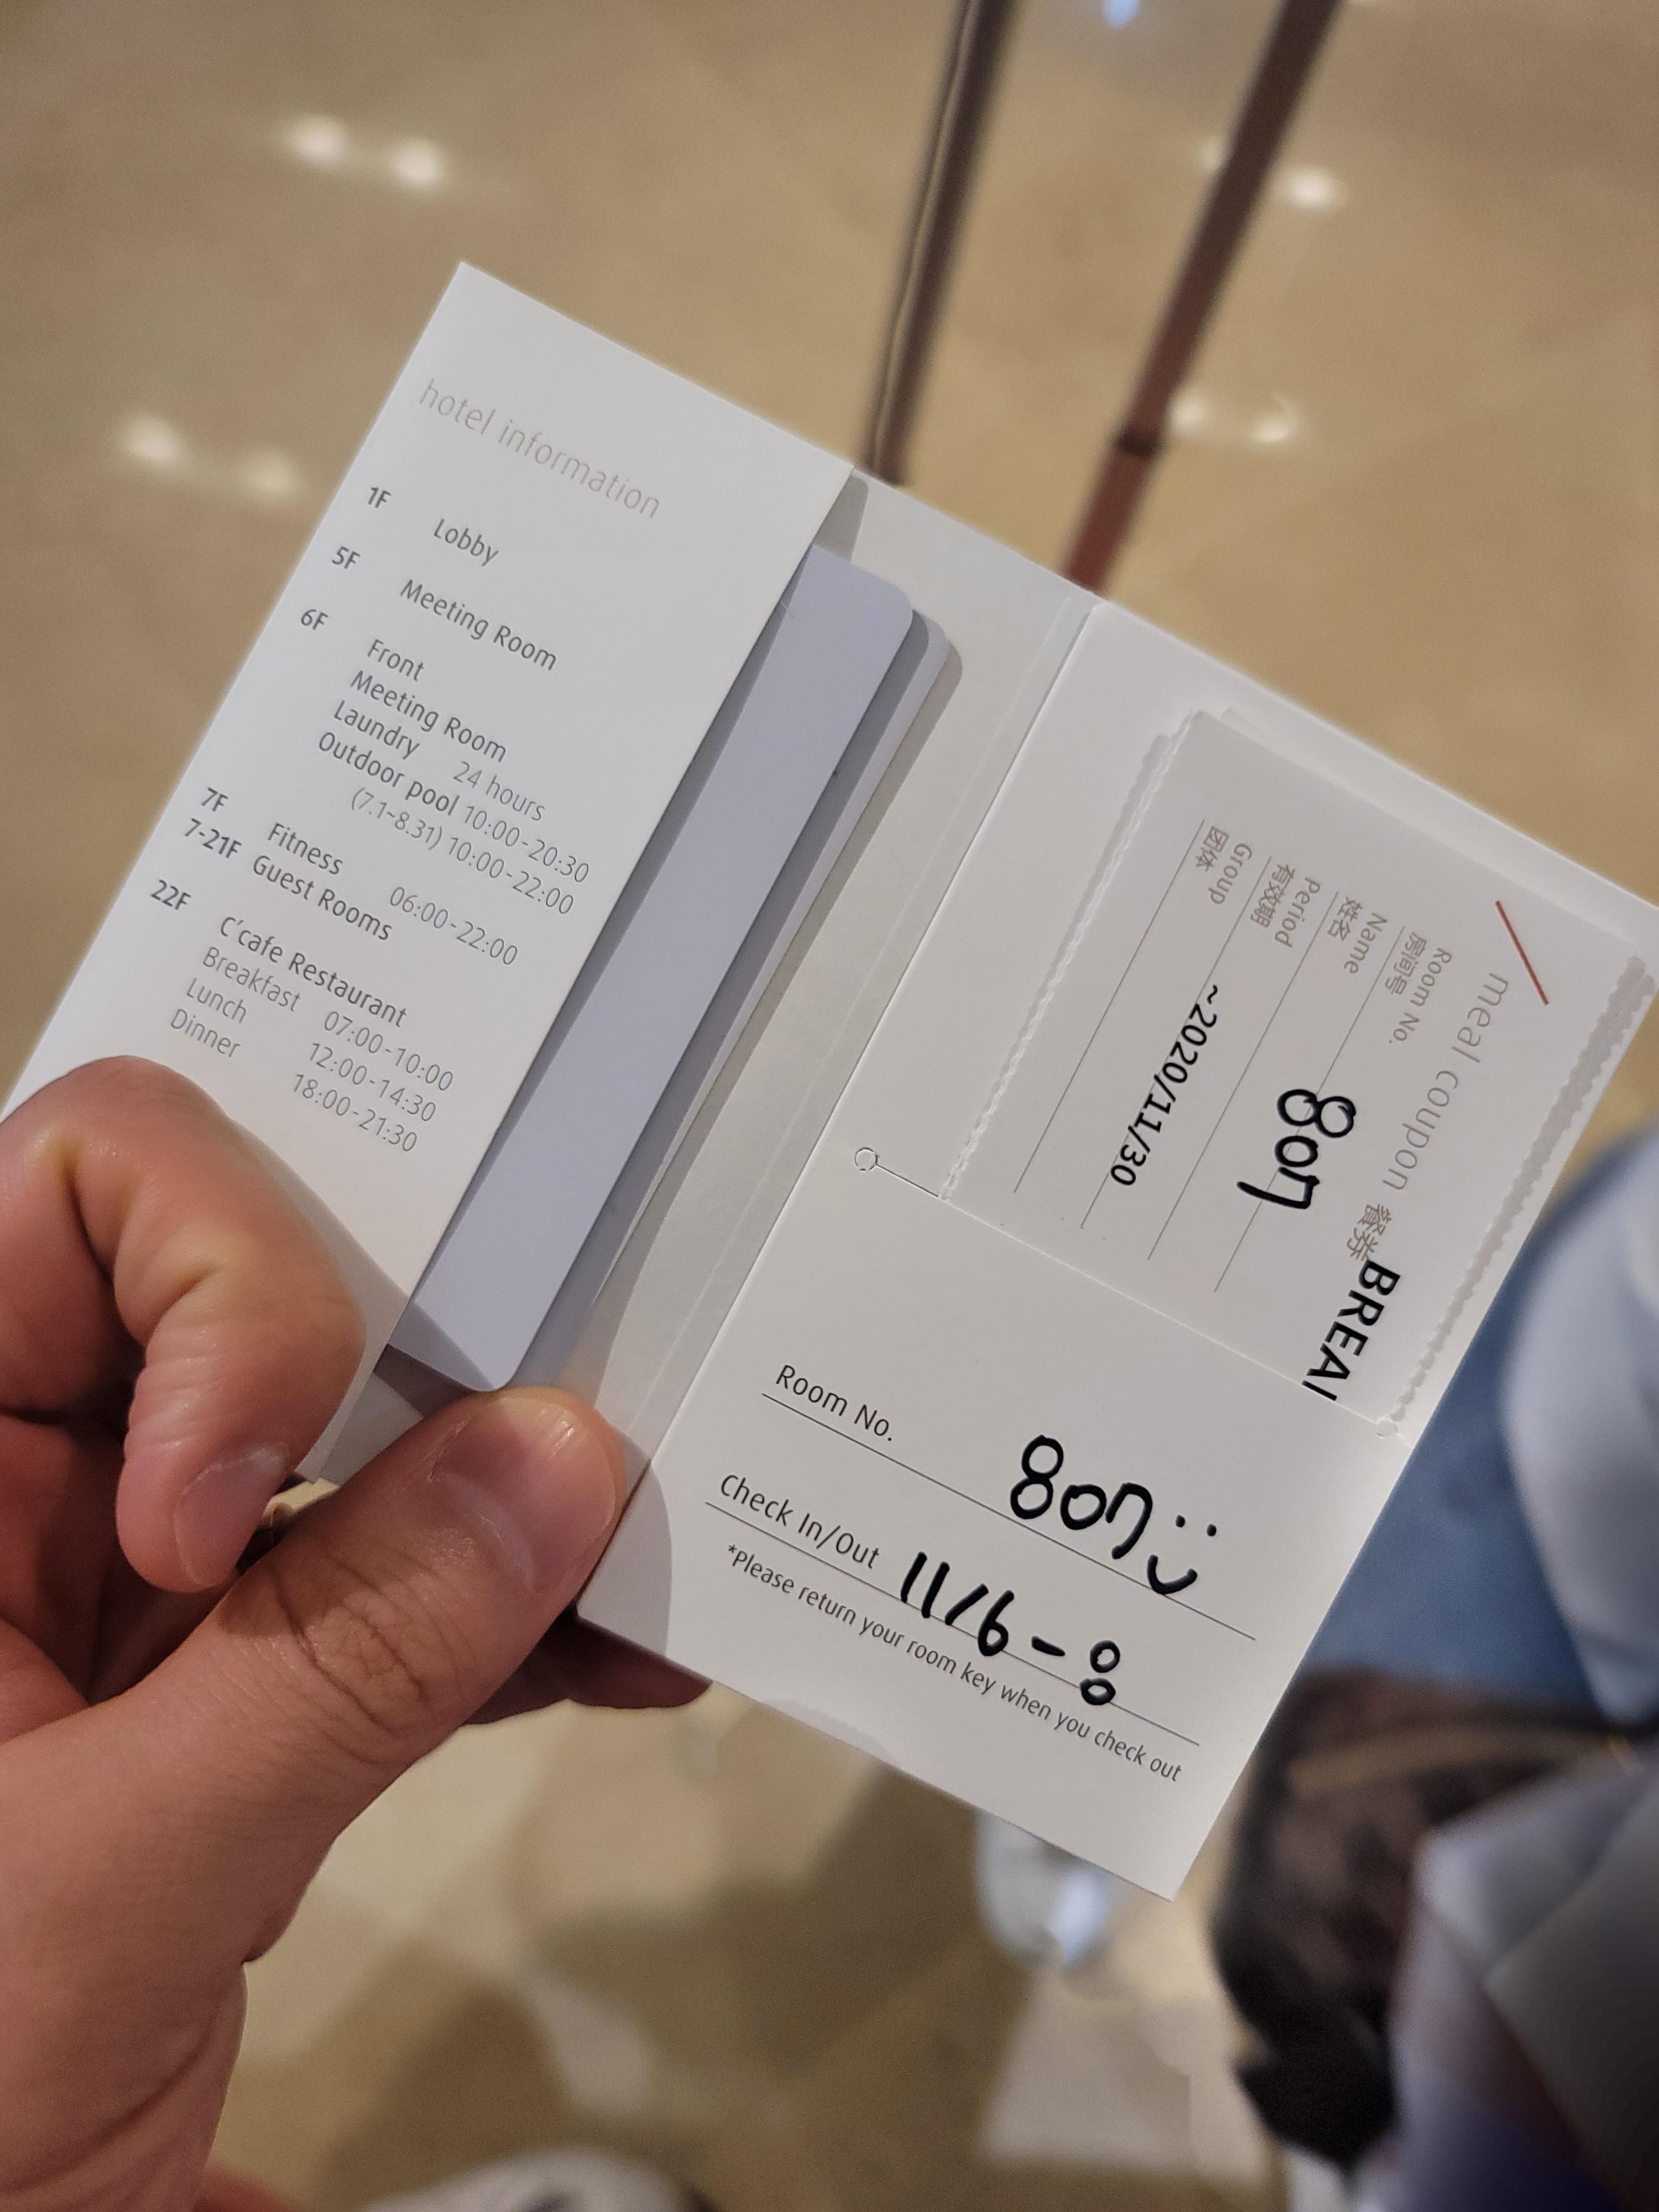 hotel information
1F Lobby
5F Meeting Room
6F Front
Meeting Room
Laundry 24 hours
Outdoor pool 10:00-20:30
(7.1~8.31) 10:00-22:00
7F Fitness 06:00-22:00
7-21F Guest Rooms
22F C'cafe Restaurant
Breakfast 07:00-10:00
Lunch 12:00-14:30
Dinner 18:00-21:30
meal coupon 餐券 BREA
Room No. 807
房间号
Name
姓名
Period ~2020/11/30
有效期
Group
团体
Room No. 807
Check In/Out 11/6-8
*Please return your room key when you check out